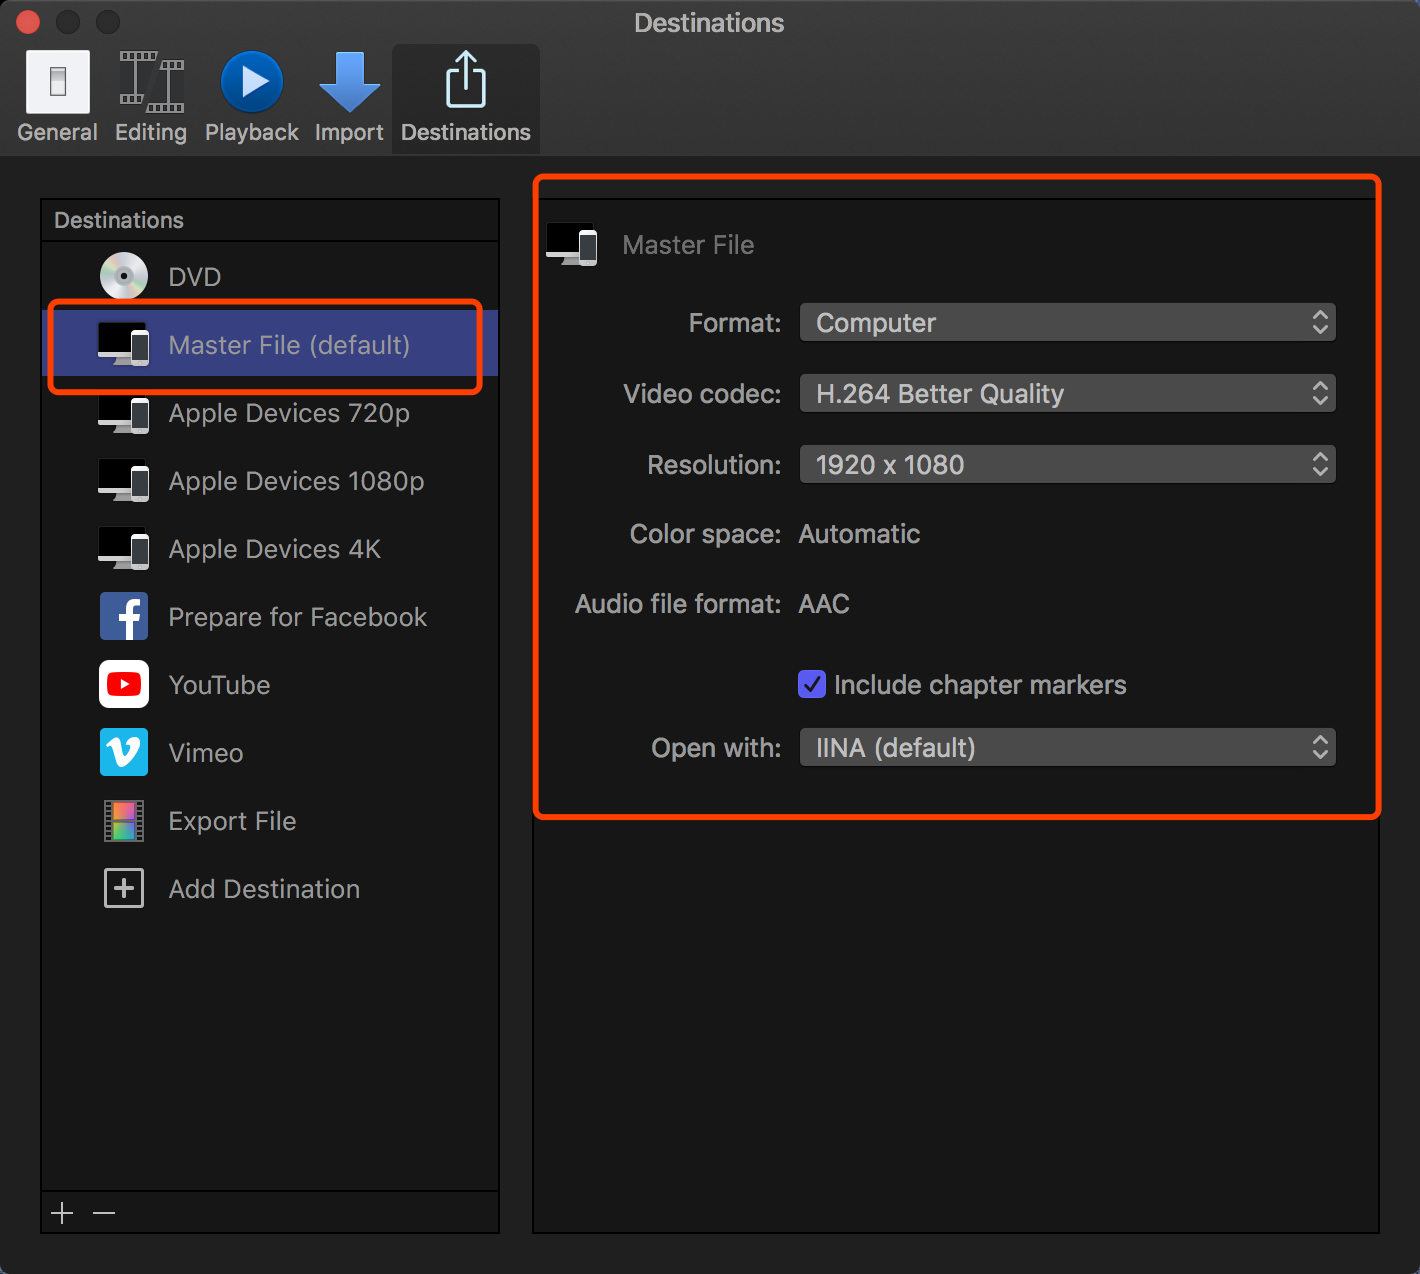 Destinations
General Editing Playback Import Destinations
Destinations
DVD
Master File (default)
Apple Devices 720p
Apple Devices 1080p
Apple Devices 4K
Prepare for Facebook
YouTube
Vimeo
Export File
Add Destination
Master File
Format: Computer
Video codec: H.264 Better Quality
Resolution: 1920 x 1080
Color space: Automatic
Audio file format: AAC
Include chapter markers
Open with: IINA (default)